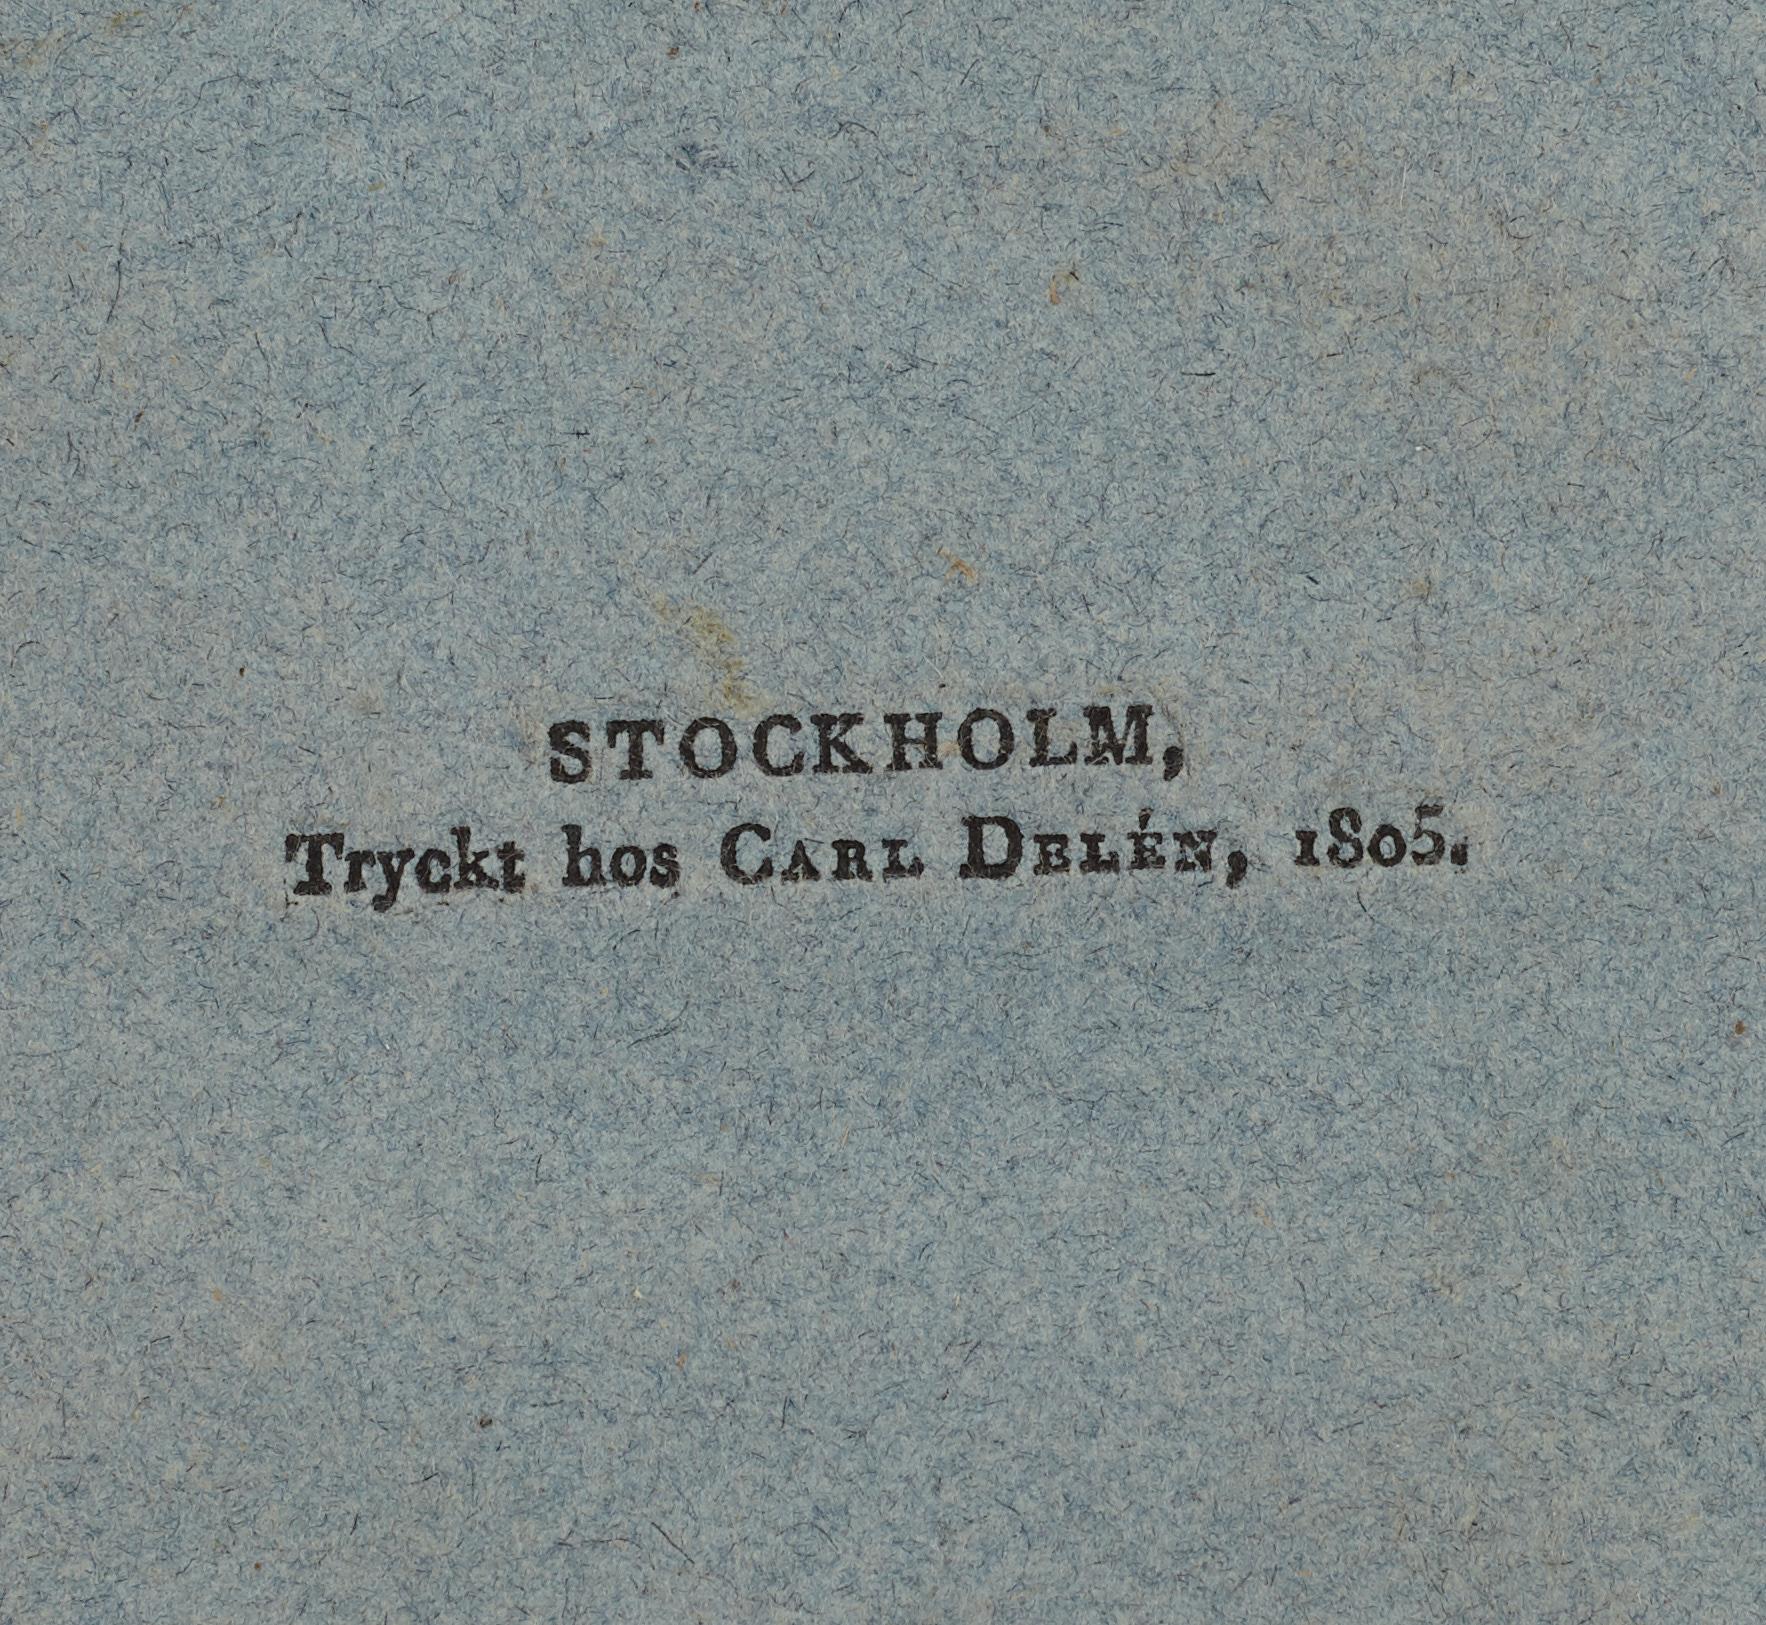 STOCKHOLM,
Tryckt hos CARL DELÉN, 1805.